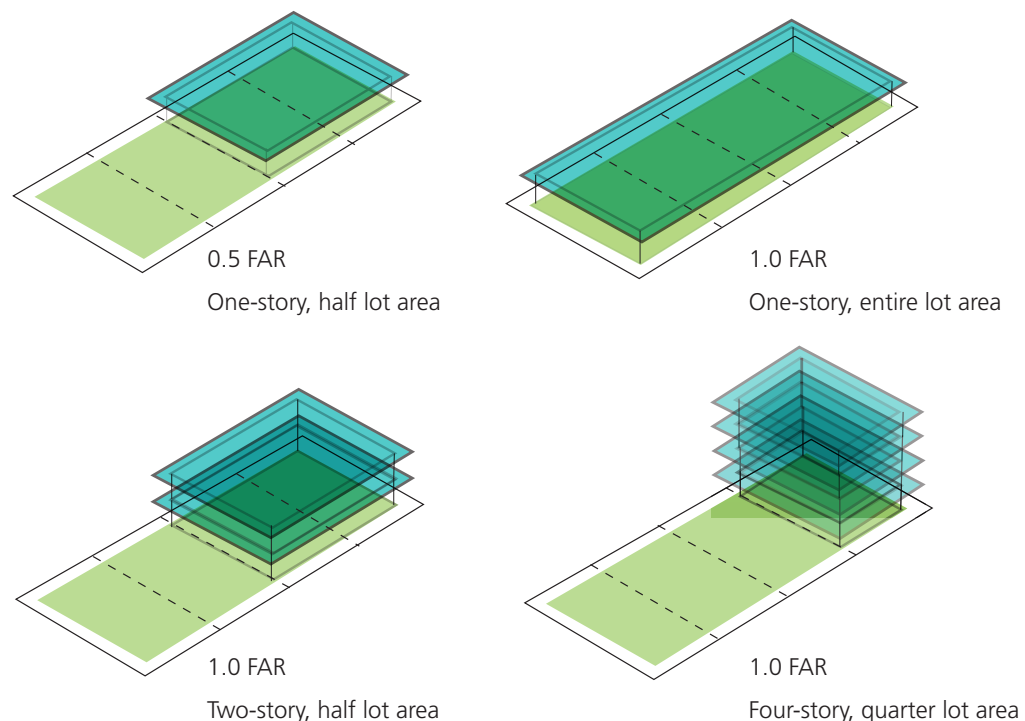 0.5 FAR
One-story, half lot area
1.0 FAR
One-story, entire lot area
1.0 FAR
Two-story, half lot area
1.0 FAR
Four-story, quarter lot area